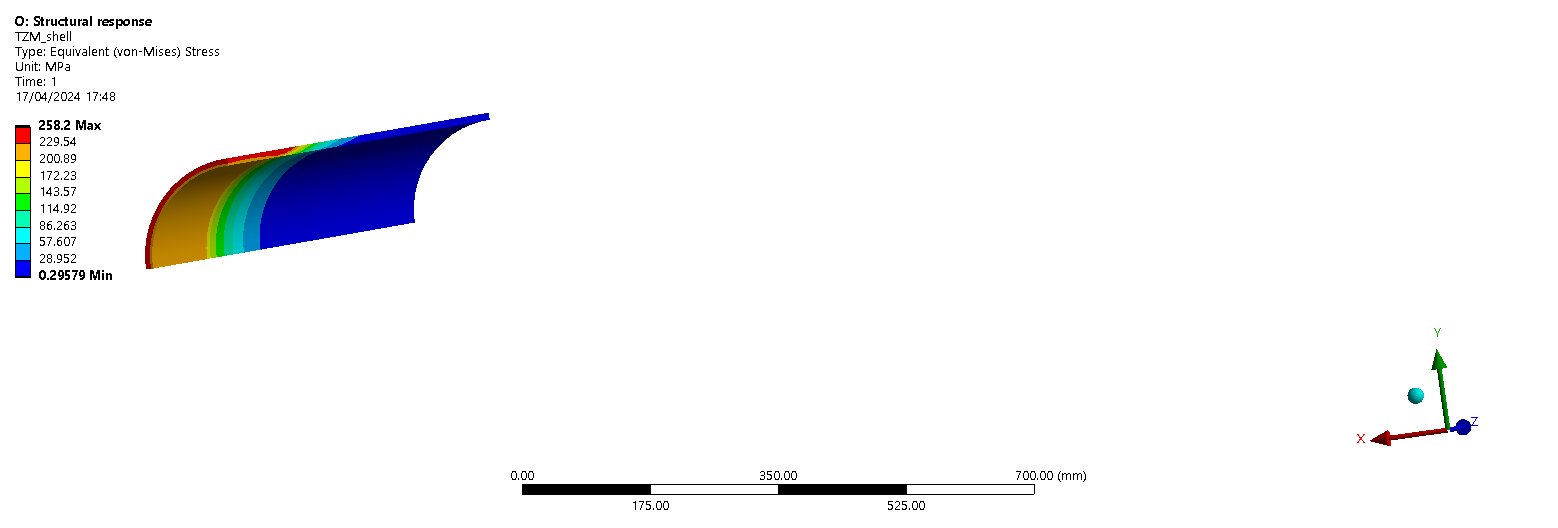 O: Structural response
TZM_shell
Type: Equivalent (von-Mises) Stress
Unit: MPa
Time: 1
17/04/2024 17:48
258.2 Max
229.54
200.89
172.23
143.57
114.92
86.263
57.607
28.952
0.29579 Min
Y
X
Z
0.00 350.00 700.00 (mm)
175.00 525.00